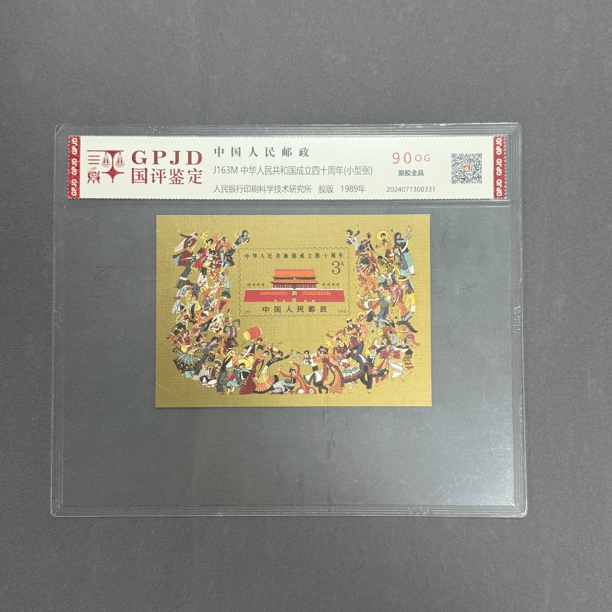 GPJD
国评鉴定
中国人民邮政
J163M 中华人民共和国成立四十周年(小型张)
人民银行印刷科学技术研究所 胶版 1989年
90OG
原胶全品
2024071300331
中华人民共和国成立四十周年
3元
中国人民邮政